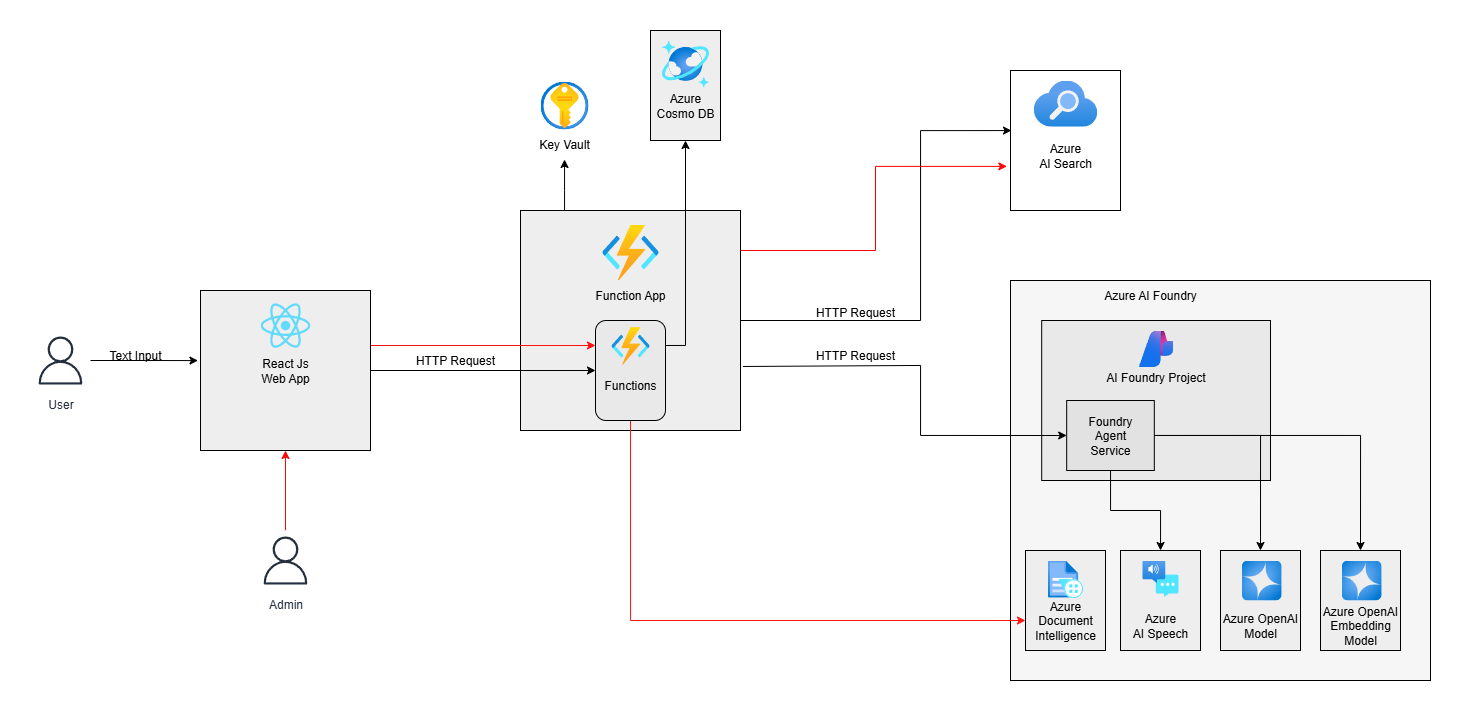 Azure
Cosmo DB
Key Vault
Azure
AI Search
Function App
Azure AI Foundry
HTTP Request
React Js
Web App
Text Input
HTTP Request
HTTP Request
AI Foundry Project
Functions
User
Foundry
Agent
Service
Admin
Azure
Document
Intelligence
Azure
AI Speech
Azure OpenAI
Model
Azure OpenAI
Embedding
Model